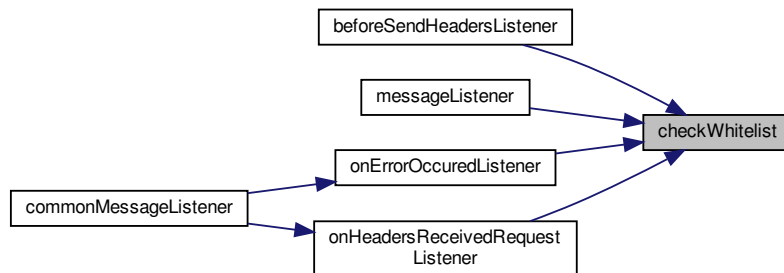 beforeSendHeadersListener
messageListener
checkWhitelist
onErrorOccuredListener
commonMessageListener
onHeadersReceivedRequest
Listener